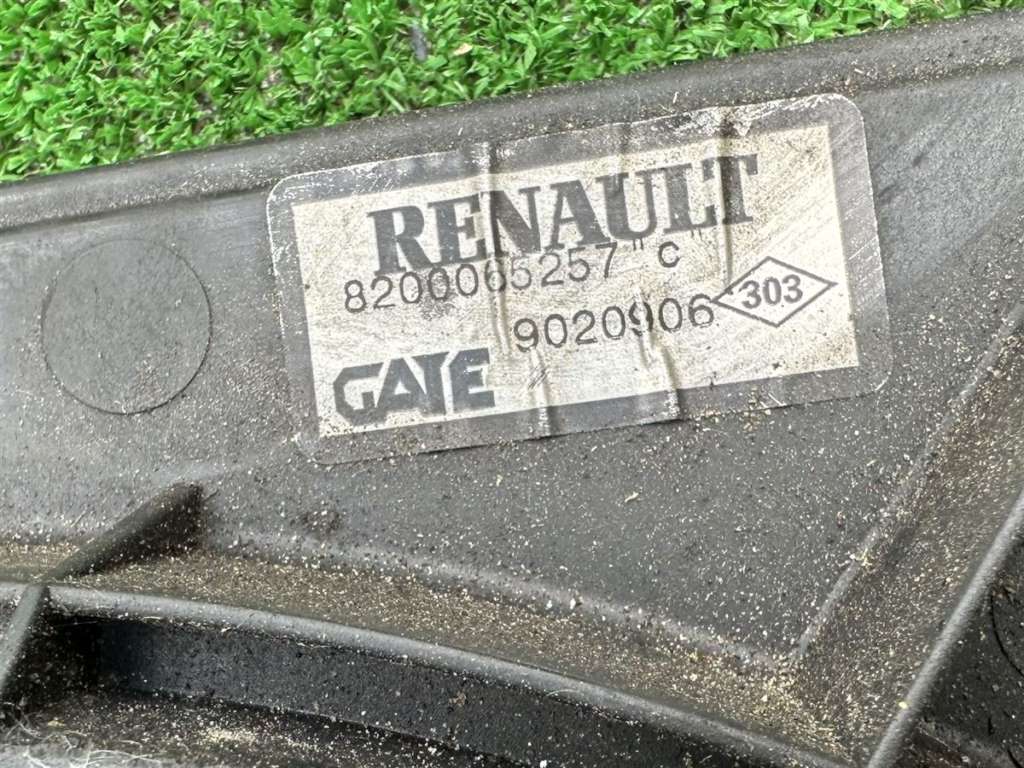 RENAULT
8200065257 " C "
9020906 303
GATE